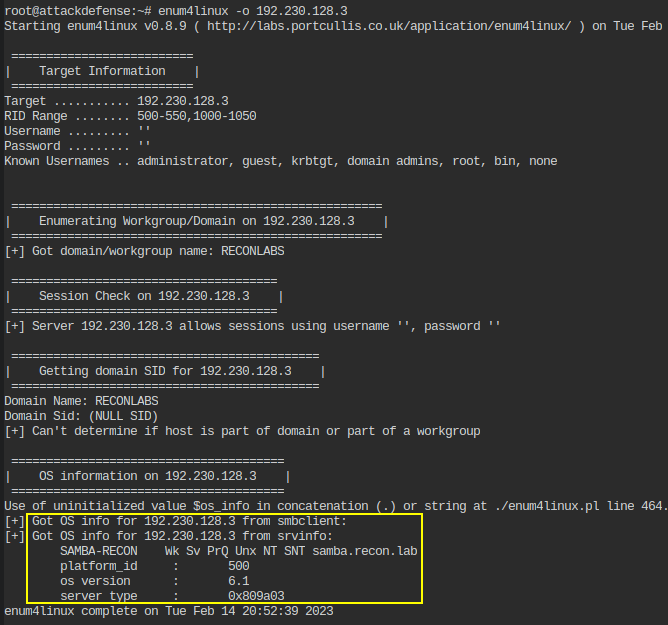 root@attackdefense:~# enum4linux -o 192.230.128.3
Starting enum4linux v0.8.9 ( http://labs.portcullis.co.uk/application/enum4linux/ ) on Tue Feb
==========================
|    Target Information    |
==========================
Target ........... 192.230.128.3
RID Range ........ 500-550,1000-1050
Username ......... ''
Password ......... ''
Known Usernames .. administrator, guest, krbtgt, domain admins, root, bin, none
=====================================================
|    Enumerating Workgroup/Domain on 192.230.128.3    |
=====================================================
[+] Got domain/workgroup name: RECONLABS
======================================
|    Session Check on 192.230.128.3    |
======================================
[+] Server 192.230.128.3 allows sessions using username '', password ''
============================================
|    Getting domain SID for 192.230.128.3    |
============================================
Domain Name: RECONLABS
Domain Sid: (NULL SID)
[+] Can't determine if host is part of domain or part of a workgroup
=======================================
|    OS information on 192.230.128.3    |
=======================================
Use of uninitialized value $os_info in concatenation (.) or string at ./enum4linux.pl line 464.
[+] Got OS info for 192.230.128.3 from smbclient:
[+] Got OS info for 192.230.128.3 from srvinfo:
SAMBA-RECON    Wk Sv PrQ Unx NT SNT samba.recon.lab
platform_id     :       500
os version      :       6.1
server type     :       0x809a03
enum4linux complete on Tue Feb 14 20:52:39 2023